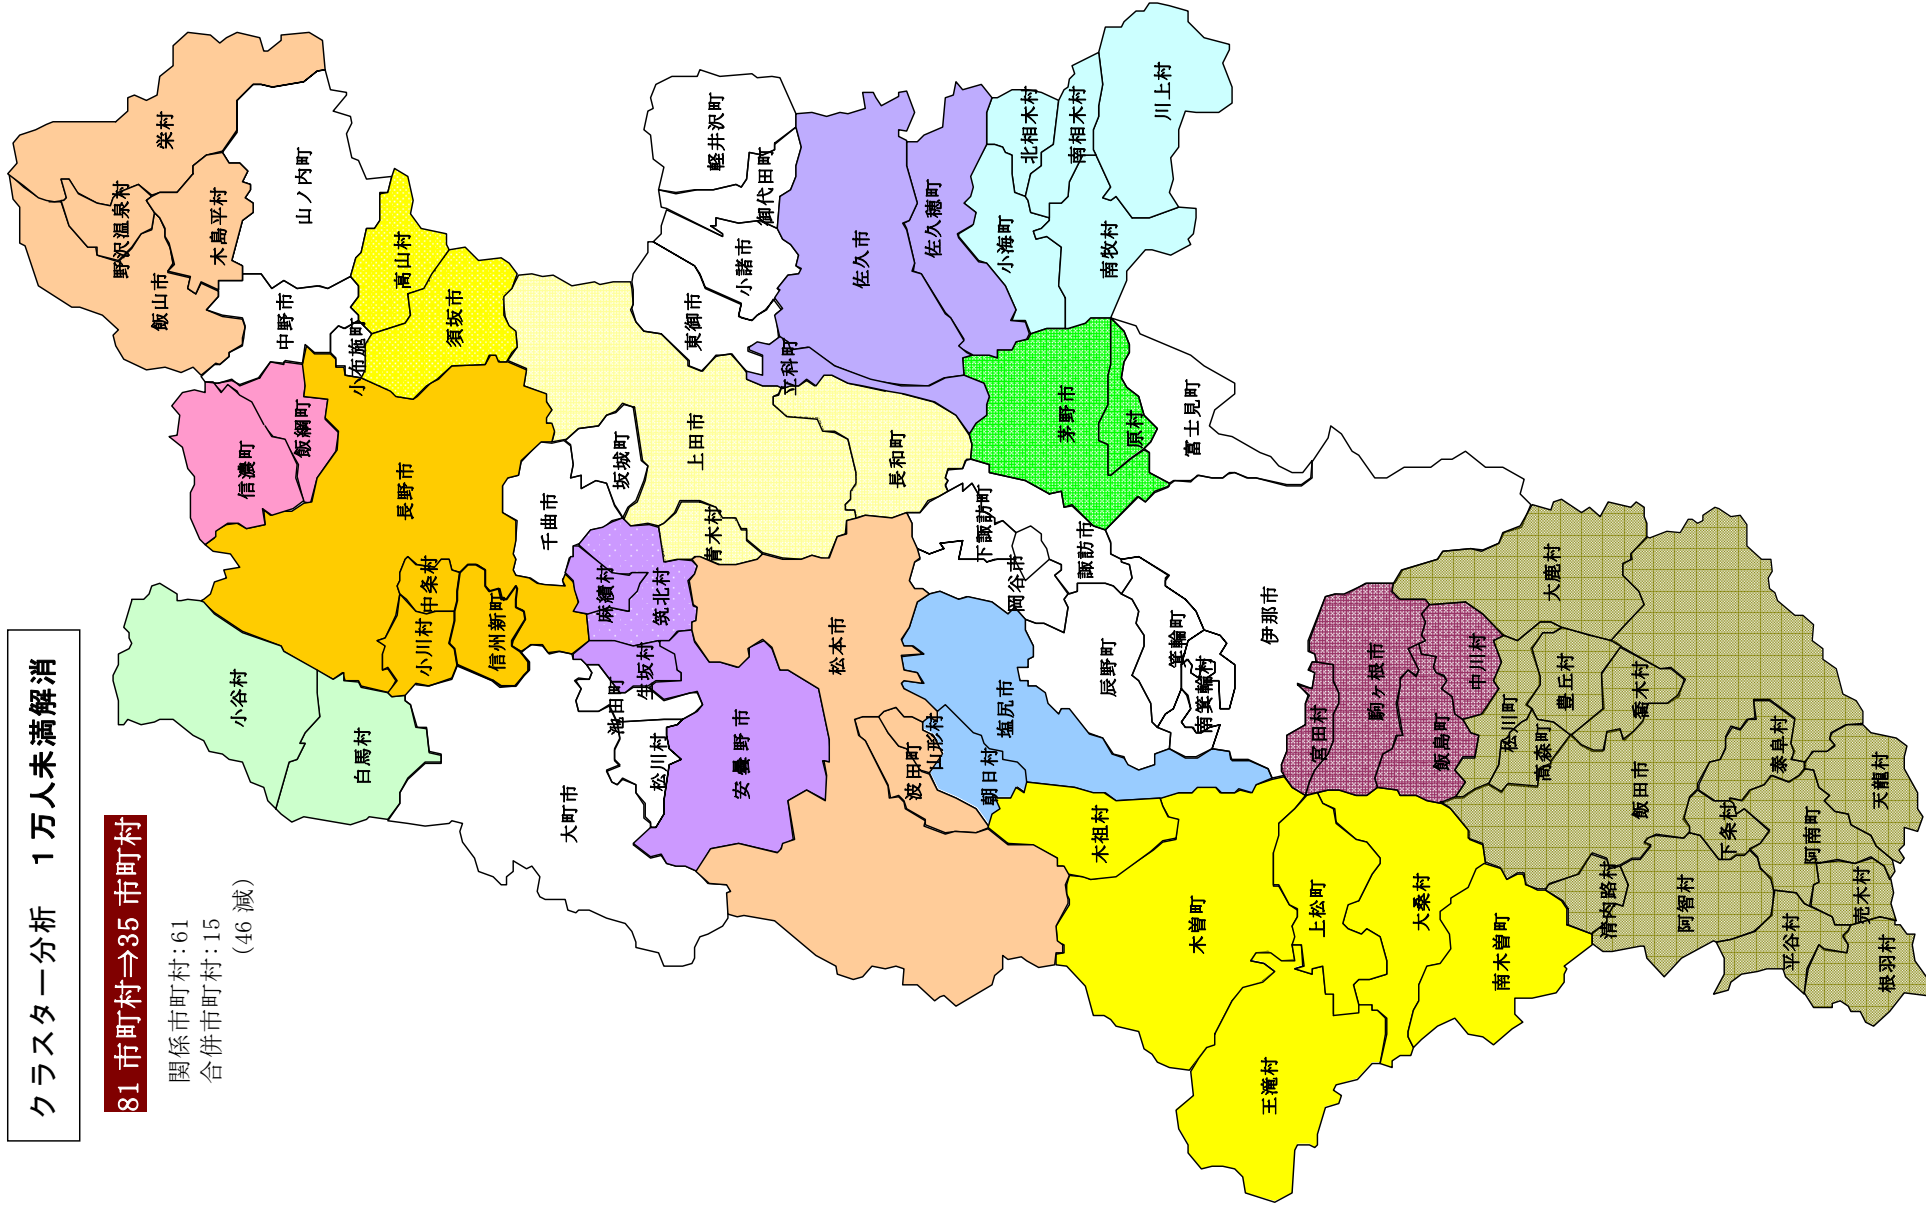 クラスター分析　１万人未満解消
81 市町村⇒35 市町村
関係市町村：61
合併市町村：15
（46 減）
栄村
野沢温泉村
木島平村
飯山市
山ノ内町
中野市
高山村
小布施町
須坂市
信濃町
飯綱町
長野市
中条村
小川村
信州新町
小谷村
白馬村
大町市
池田町
松川村
生坂村
安曇野市
麻績村
筑北村
千曲市
坂城町
上田市
青木村
長和町
東御市
小諸市
御代田町
軽井沢町
立科町
佐久市
佐久穂町
小海町
北相木村
南相木村
南牧村
川上村
茅野市
原村
富士見町
下諏訪町
岡谷市
諏訪市
松本市
波田町
山形村
朝日村
塩尻市
辰野町
箕輪町
南箕輪村
伊那市
宮田村
駒ヶ根市
飯島町
中川村
木祖村
木曽町
王滝村
上松町
大桑村
南木曽町
大鹿村
松川町
豊丘村
高森町
喬木村
飯田市
泰阜村
下条村
阿南町
天龍村
清内路村
阿智村
平谷村
売木村
根羽村